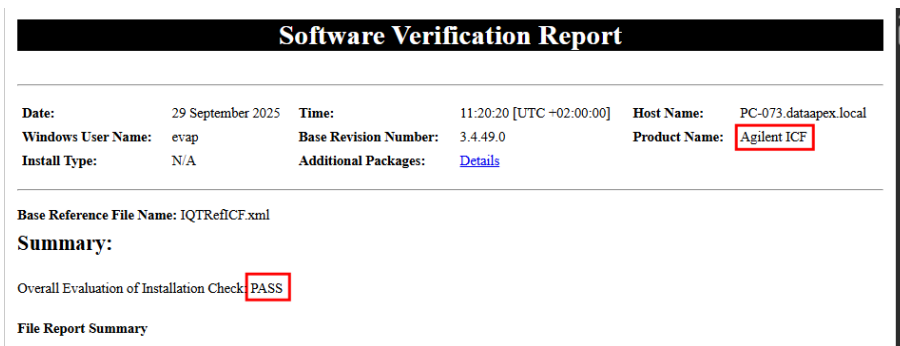 Software Verification Report
Date: 29 September 2025 Time: 11:20:20 [UTC +02:00:00] Host Name: PC-073.dataapex.local
Windows User Name: evap Base Revision Number: 3.4.49.0 Product Name: Agilent ICF
Install Type: N/A Additional Packages: Details
Base Reference File Name: IQTRefICF.xml
Summary:
Overall Evaluation of Installation Check: PASS
File Report Summary